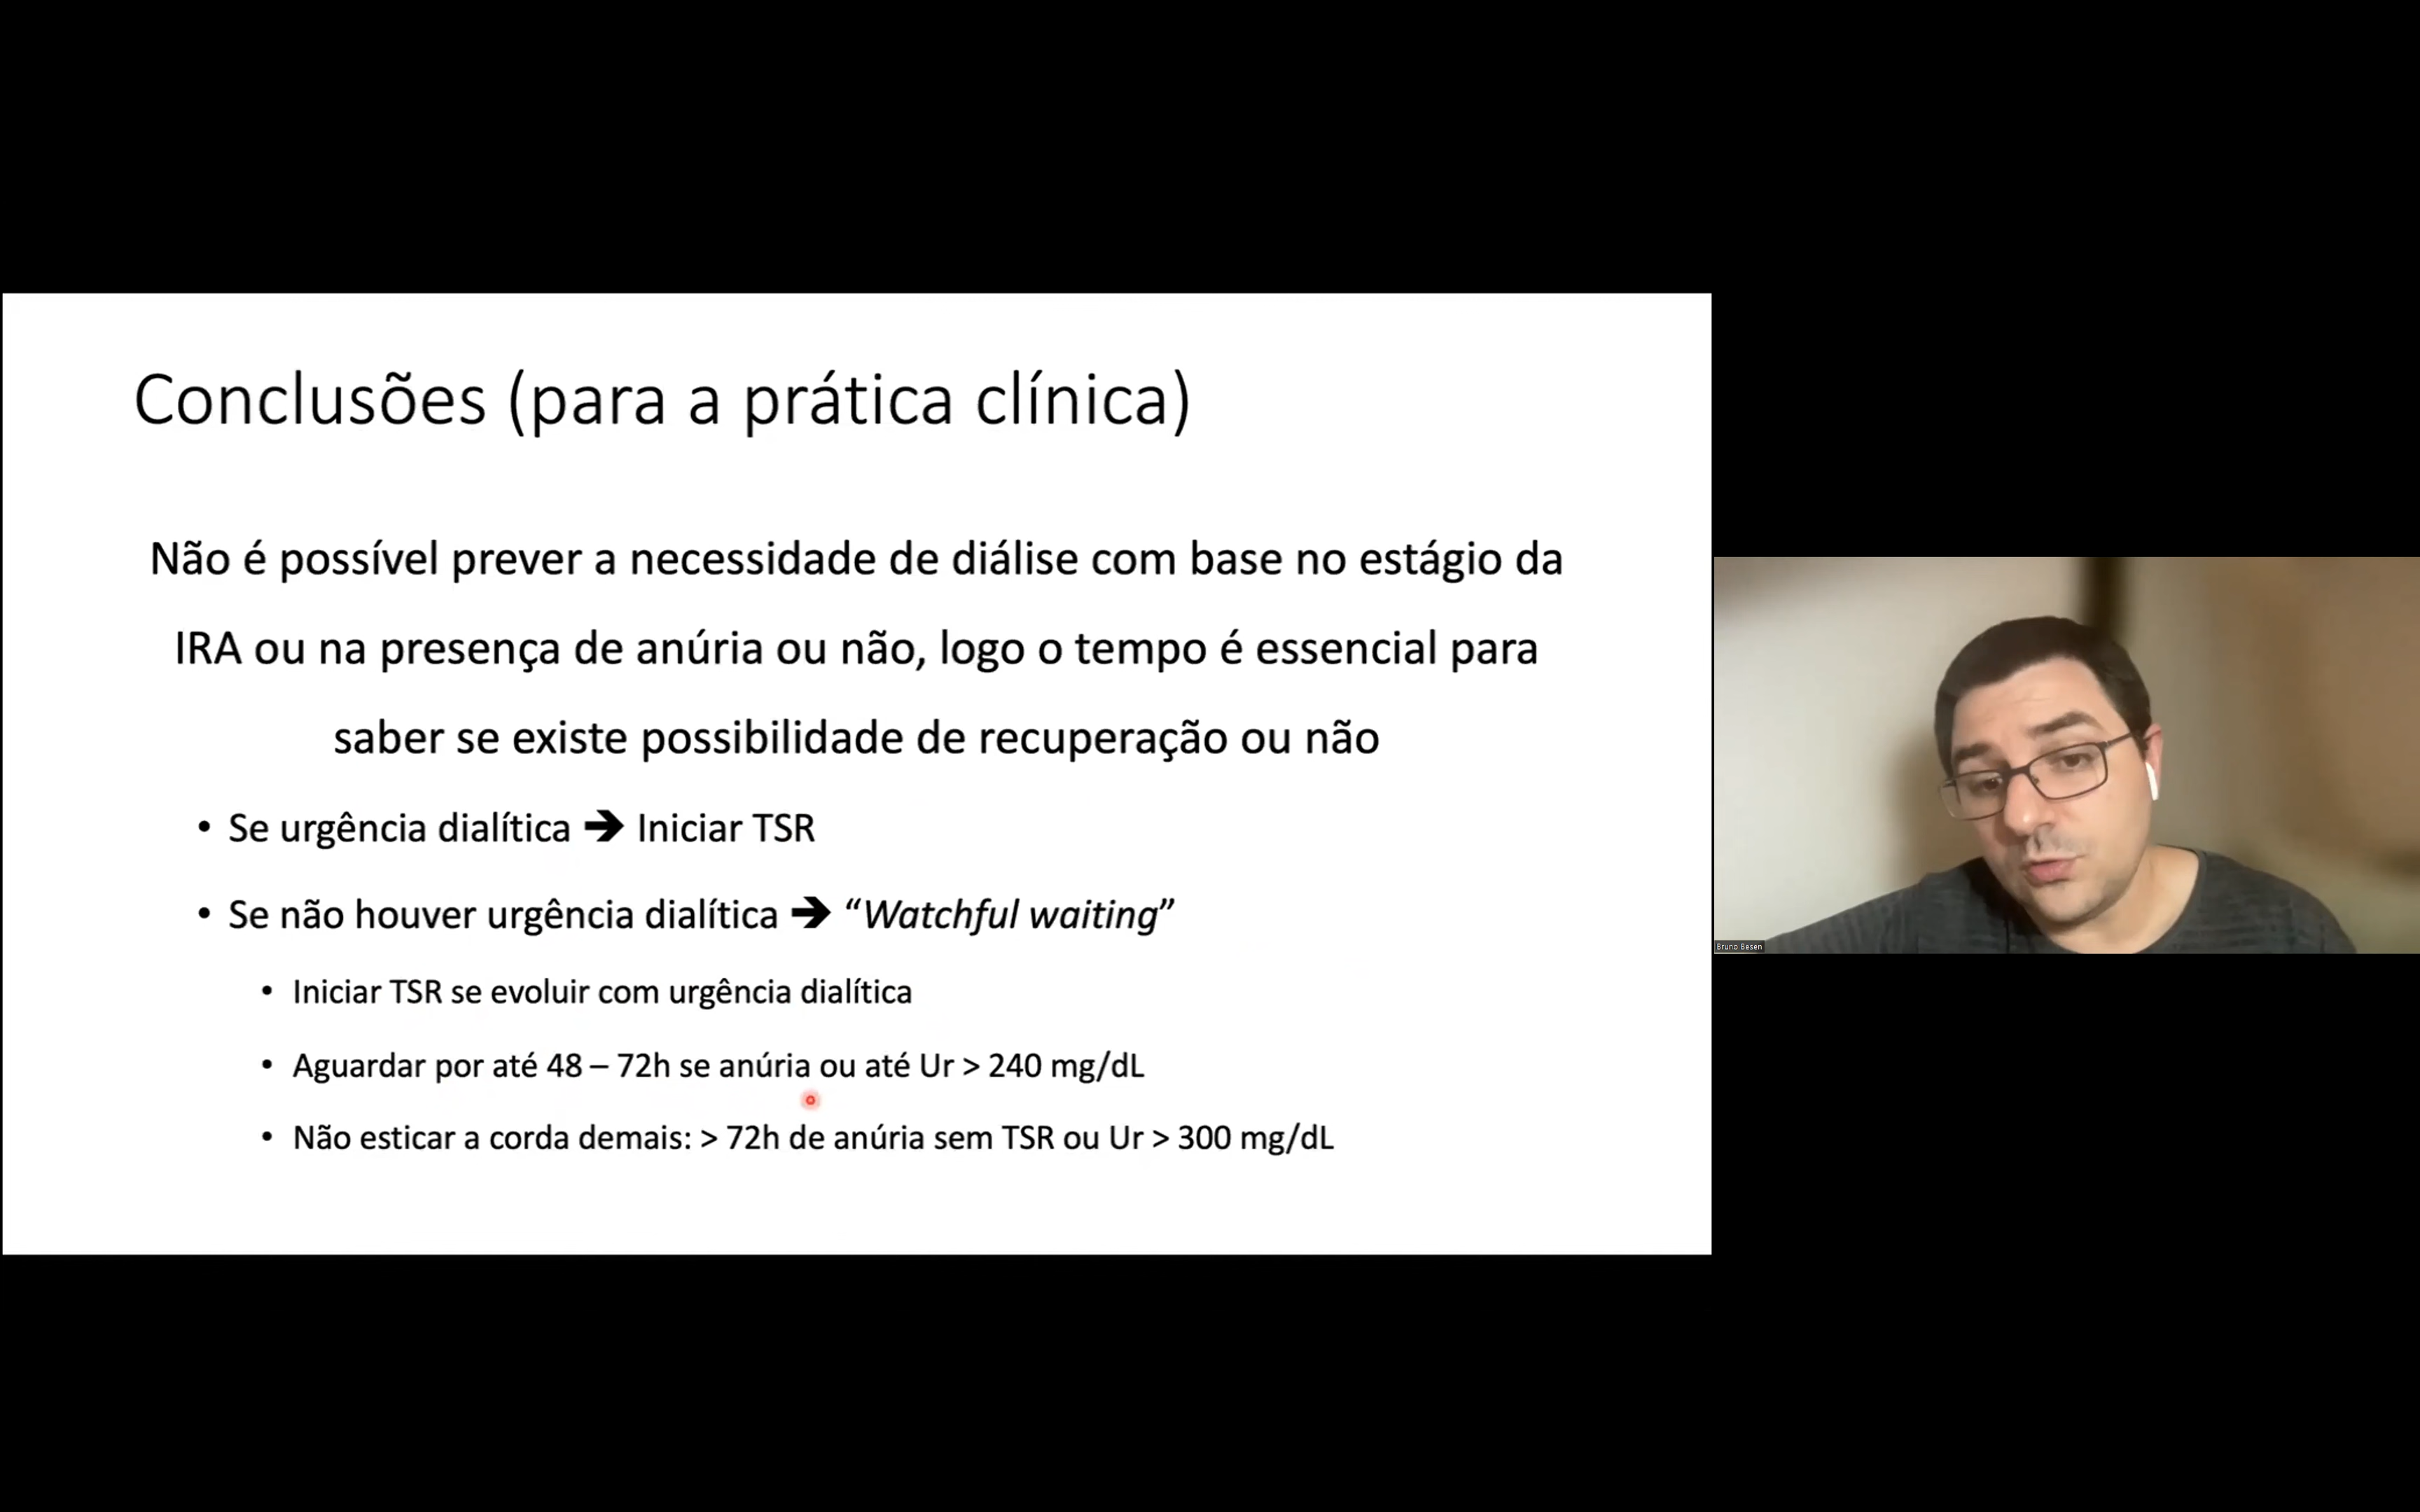 Conclusões (para a prática clínica)
Não é possível prever a necessidade de diálise com base no estágio da
IRA ou na presença de anúria ou não, logo o tempo é essencial para
saber se existe possibilidade de recuperação ou não
• Se urgência dialítica ➔ Iniciar TSR
• Se não houver urgência dialítica ➔ “Watchful waiting”
• Iniciar TSR se evoluir com urgência dialítica
• Aguardar por até 48 – 72h se anúria ou até Ur > 240 mg/dL
• Não esticar a corda demais: > 72h de anúria sem TSR ou Ur > 300 mg/dL
Bruno Besen